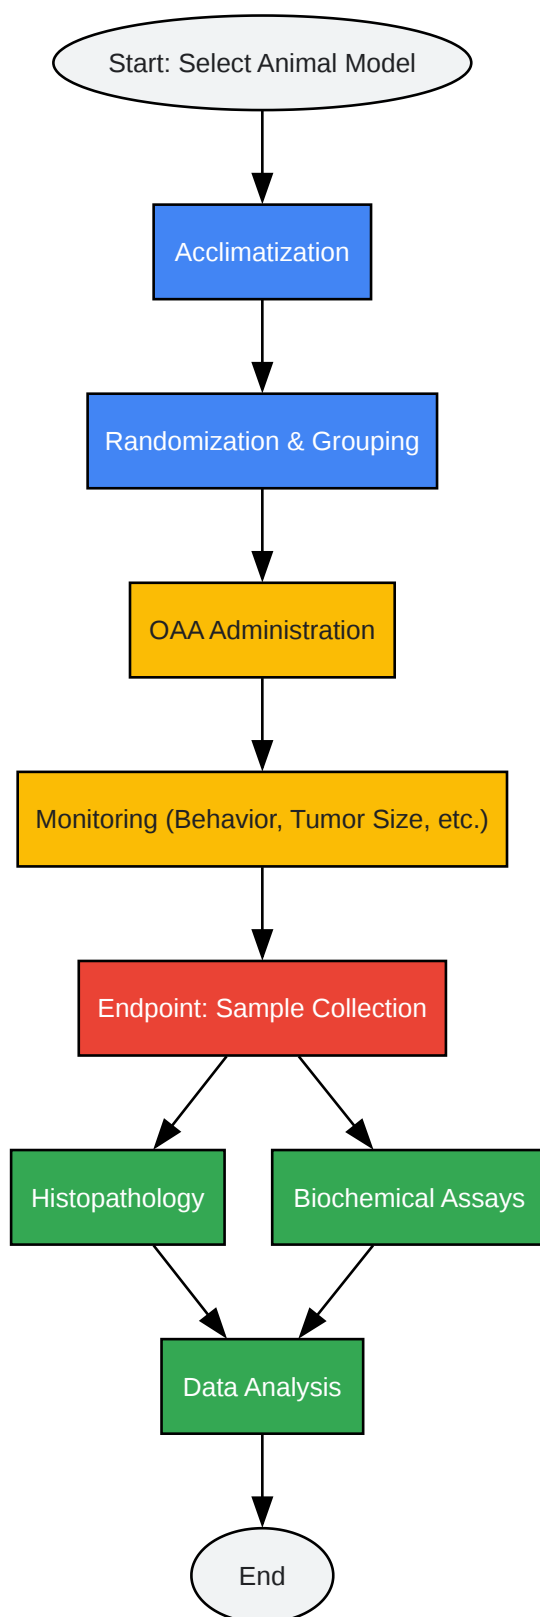 Start: Select Animal Model
Acclimatization
Randomization & Grouping
OAA Administration
Monitoring (Behavior, Tumor Size, etc.)
Endpoint: Sample Collection
Histopathology
Biochemical Assays
Data Analysis
End